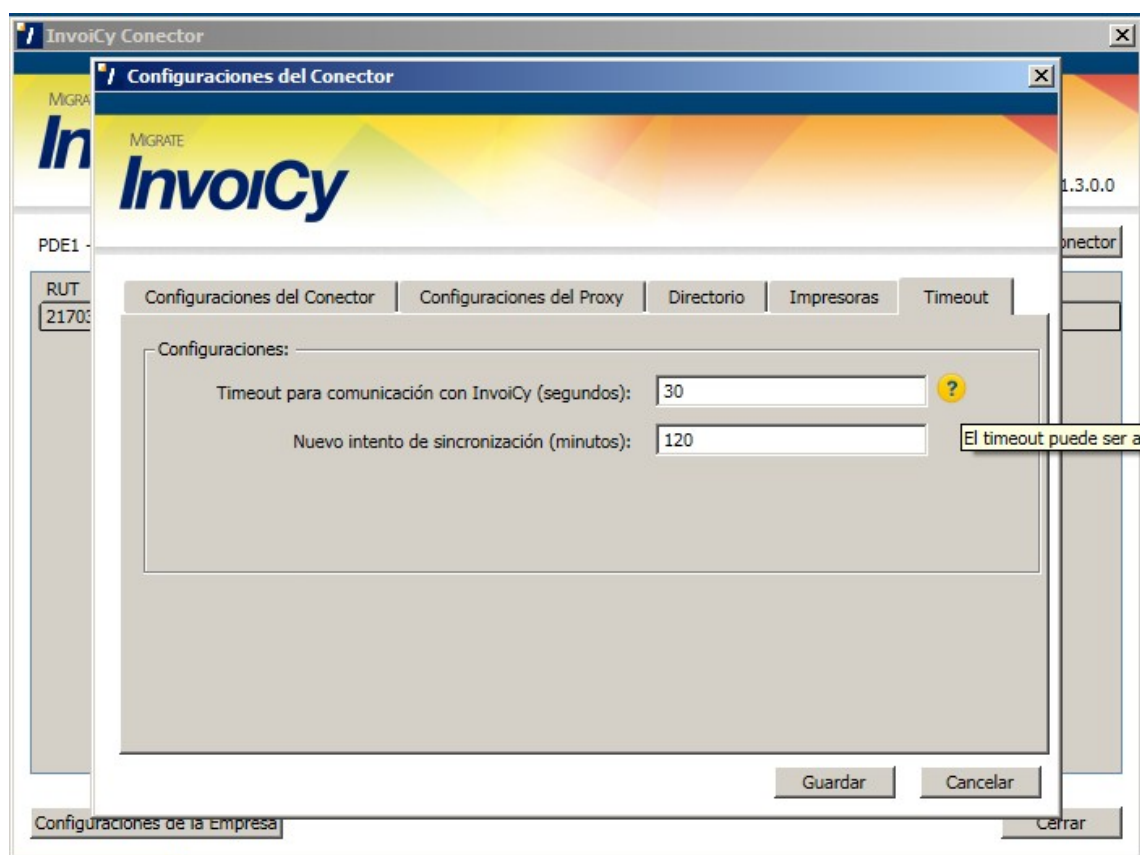 InvoiCy Conector
Configuraciones del Conector
MIGRATE
InvoiCy
1.3.0.0
PDE1 -
RUT
Configuraciones del Conector
Configuraciones del Proxy
Directorio
Impresoras
Timeout
Configuraciones:
Timeout para comunicación con InvoiCy (segundos):
30
?
Nuevo intento de sincronización (minutos):
120
El timeout puede ser a
Guardar
Cancelar
Configuraciones de la Empresa
Cerrar